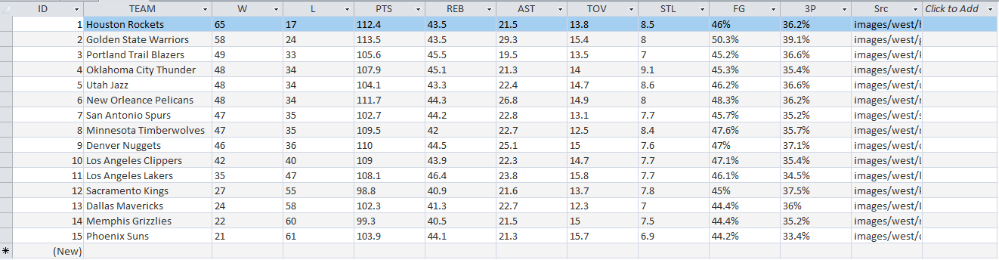 ID TEAM W L PTS REB AST TOV STL FG 3P Src Click to Add
1 Houston Rockets 65 17 112.4 43.5 21.5 13.8 8.5 46% 36.2% images/west/
2 Golden State Warriors 58 24 113.5 43.5 29.3 15.4 8 50.3% 39.1% images/west/
3 Portland Trail Blazers 49 33 105.6 45.5 19.5 13.5 7 45.2% 36.6% images/west/
4 Oklahoma City Thunder 48 34 107.9 45.1 21.3 14 9.1 45.3% 35.4% images/west/
5 Utah Jazz 48 34 104.1 43.3 22.4 14.7 8.6 46.2% 36.6% images/west/
6 New Orleance Pelicans 48 34 111.7 44.3 26.8 14.9 8 48.3% 36.2% images/west/
7 San Antonio Spurs 47 35 102.7 44.2 22.8 13.1 7.7 45.7% 35.2% images/west/
8 Minnesota Timberwolves 47 35 109.5 42 22.7 12.5 8.4 47.6% 35.7% images/west/
9 Denver Nuggets 46 36 110 44.5 25.1 15 7.6 47% 37.1% images/west/
10 Los Angeles Clippers 42 40 109 43.9 22.3 14.7 7.7 47.1% 35.4% images/west/
11 Los Angeles Lakers 35 47 108.1 46.4 23.8 15.8 7.7 46.1% 34.5% images/west/
12 Sacramento Kings 27 55 98.8 40.9 21.6 13.7 7.8 45% 37.5% images/west/
13 Dallas Mavericks 24 58 102.3 41.3 22.7 12.3 7 44.4% 36% images/west/
14 Memphis Grizzlies 22 60 99.3 40.5 21.5 15 7.5 44.4% 35.2% images/west/
15 Phoenix Suns 21 61 103.9 44.1 21.3 15.7 6.9 44.2% 33.4% images/west/
(New)